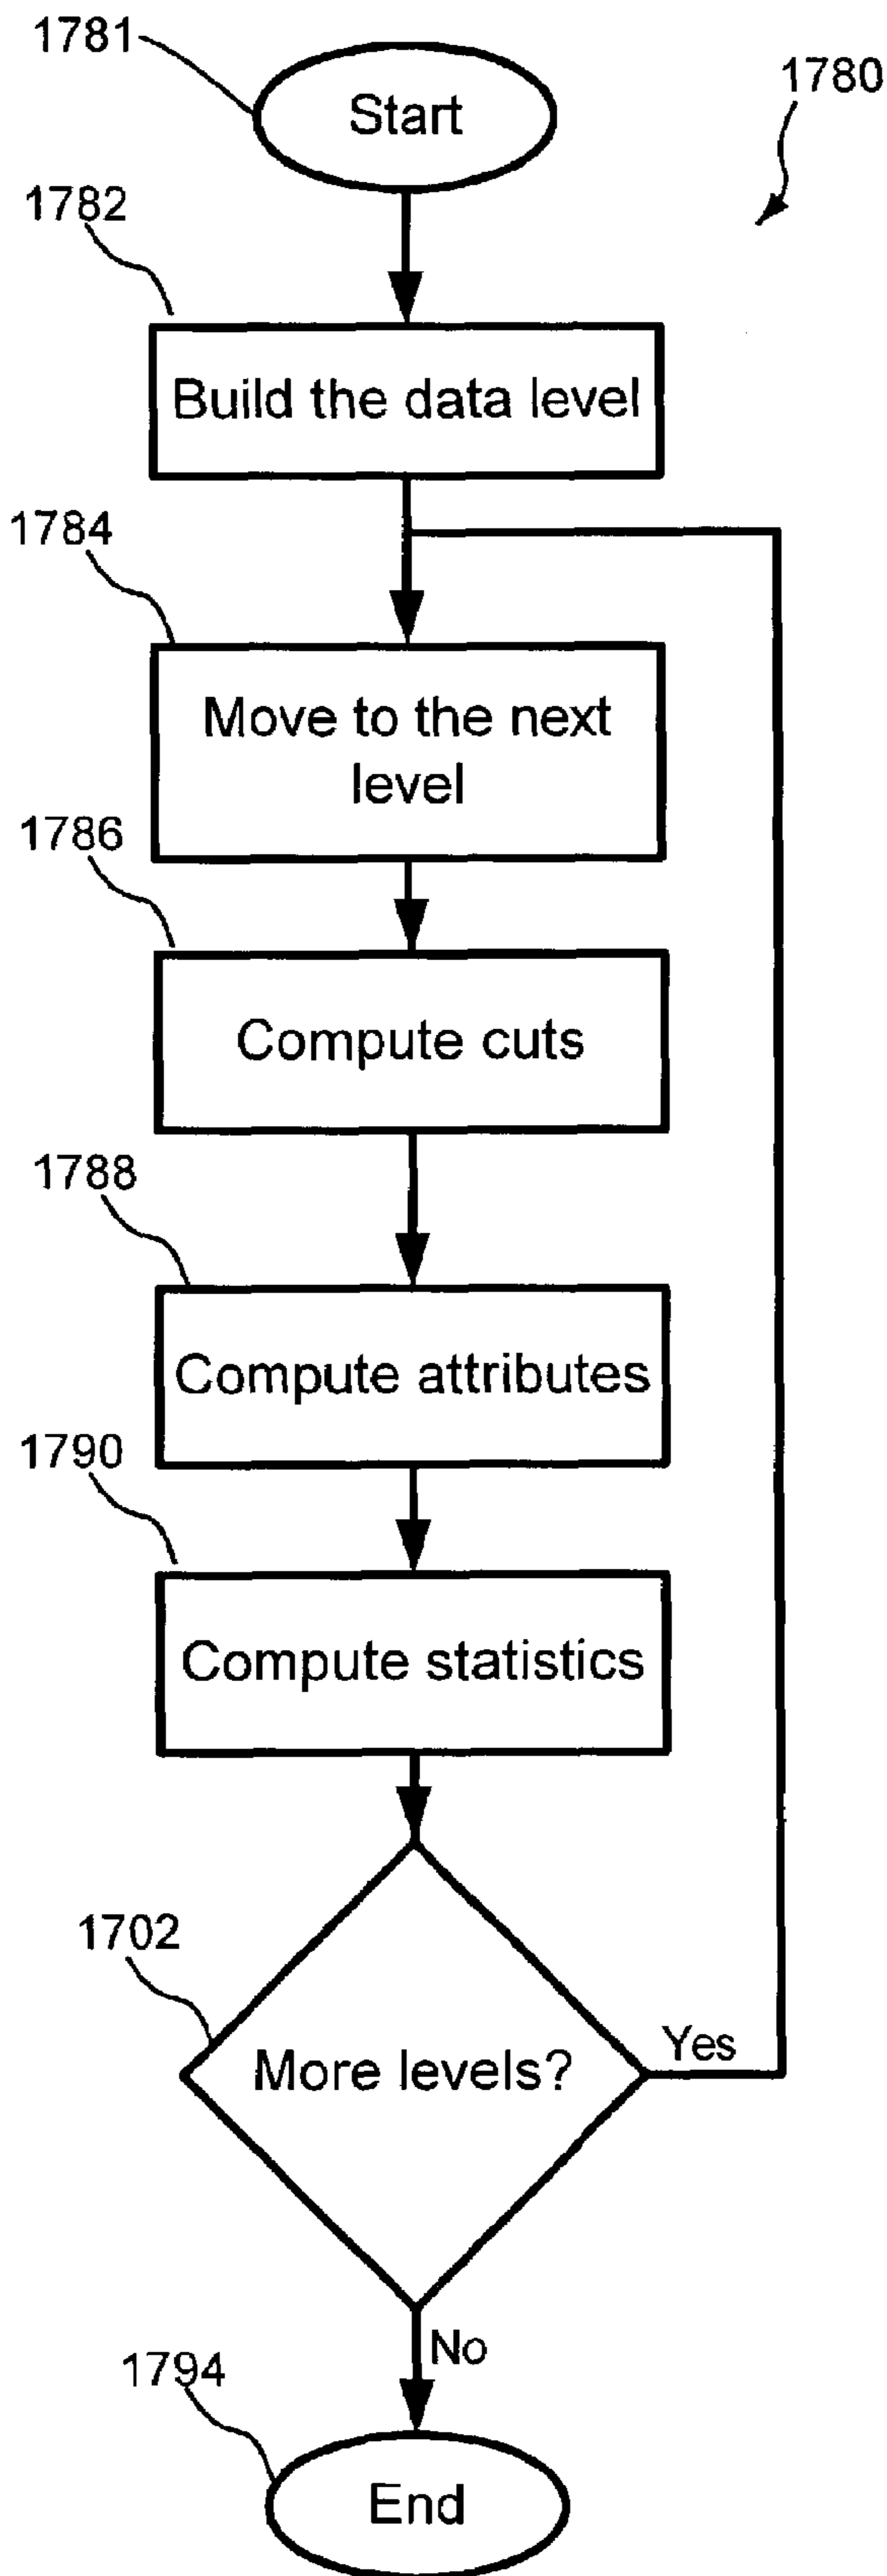 1781
Start
1780
1782
Build the data level
1784
Move to the next
level
1786
Compute cuts
1788
Compute attributes
1790
Compute statistics
1702
More levels?
Yes
No
1794
End